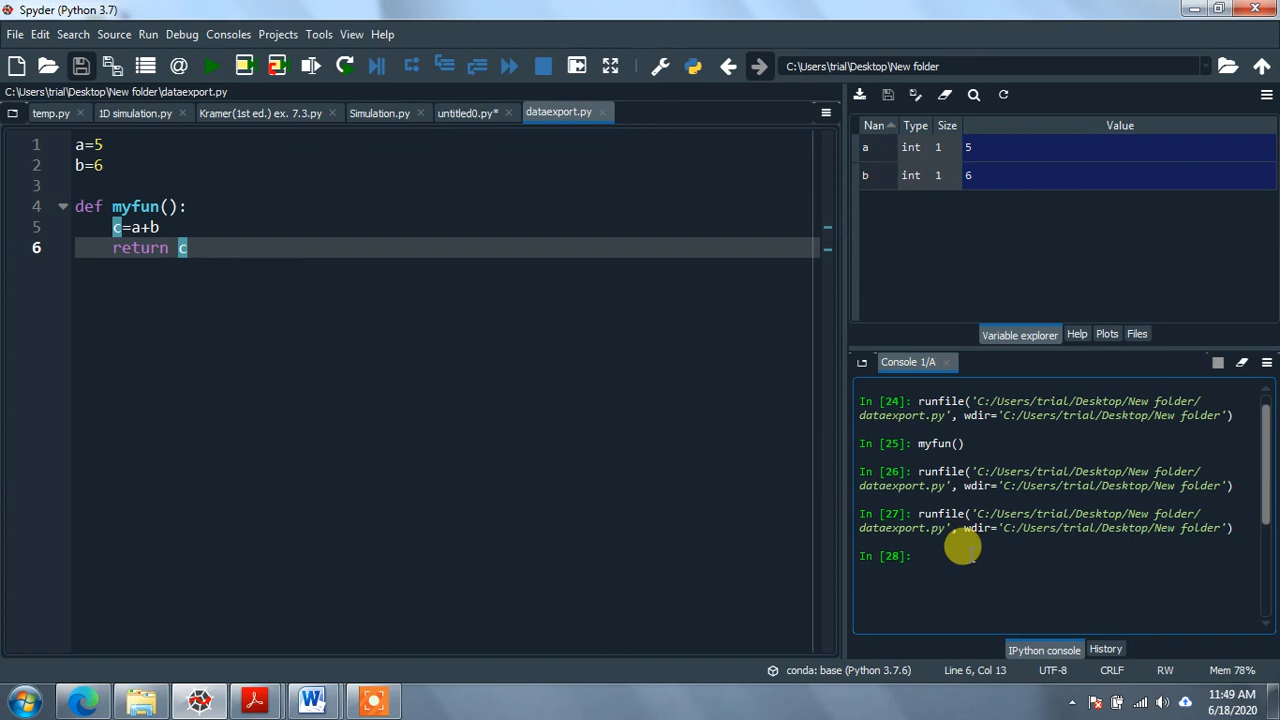 Spyder (Python 3.7)
File Edit Search Source Run Debug Consoles Projects Tools View Help
C:\Users\trial\Desktop\New folder
C:\Users\trial\Desktop\New folder\dataexport.py
temp.py 1D simulation.py Kramer(1st ed.) ex. 7.3.py Simulation.py untitled0.py* dataexport.py
1 a=5
2 b=6
3
4 def myfun():
5 c=a+b
6 return c
Nan Type Size Value
a int 1 5
b int 1 6
Variable explorer Help Plots Files
Console 1/A
In [24]: runfile('C:/Users/trial/Desktop/New folder/
dataexport.py', wdir='C:/Users/trial/Desktop/New folder')
In [25]: myfun()
In [26]: runfile('C:/Users/trial/Desktop/New folder/
dataexport.py', wdir='C:/Users/trial/Desktop/New folder')
In [27]: runfile('C:/Users/trial/Desktop/New folder/
dataexport.py', wdir='C:/Users/trial/Desktop/New folder')
In [28]:
IPython console History
conda: base (Python 3.7.6) Line 6, Col 13 UTF-8 CRLF RW Mem 78%
11:49 AM
6/18/2020